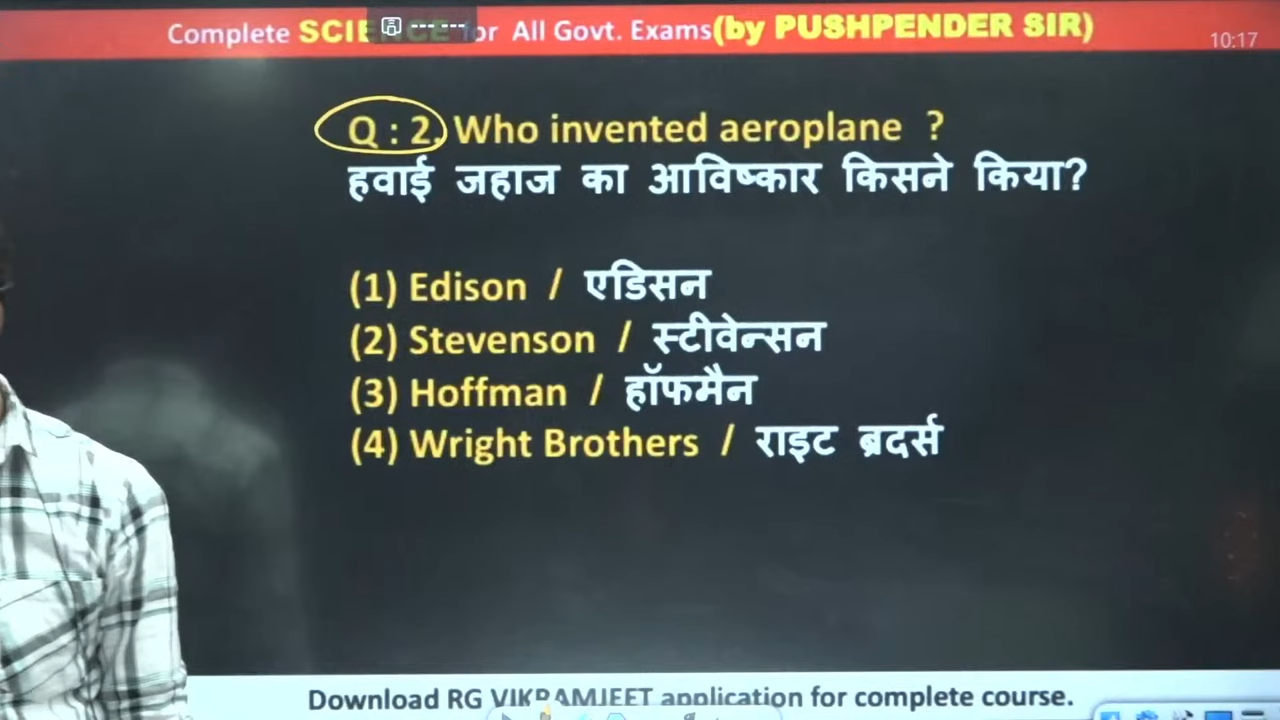 Complete SCIENCE for All Govt. Exams(by PUSHPENDER SIR)
10:17
Q : 2. Who invented aeroplane ?
हवाई जहाज का आविष्कार किसने किया?
(1) Edison / एडिसन
(2) Stevenson / स्टीवेन्सन
(3) Hoffman / हॉफमैन
(4) Wright Brothers / राइट ब्रदर्स
Download RG VIKRAMJEET application for complete course.